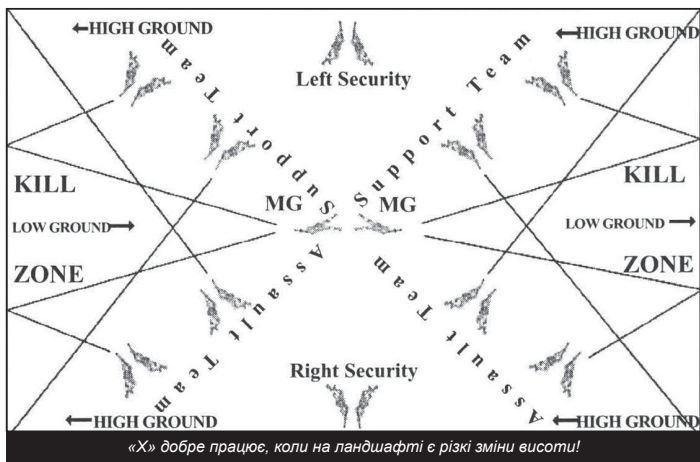 ←HIGH GROUND
←HIGH GROUND
Left Security
Support Team
Support Team
KILL
KILL
MG
MG
LOW GROUND→
LOW GROUND→
ZONE
ZONE
Assault Team
Assault Team
Right Security
←HIGH GROUND
←HIGH GROUND
«X» добре працює, коли на ландшафті є різкі зміни висоти!